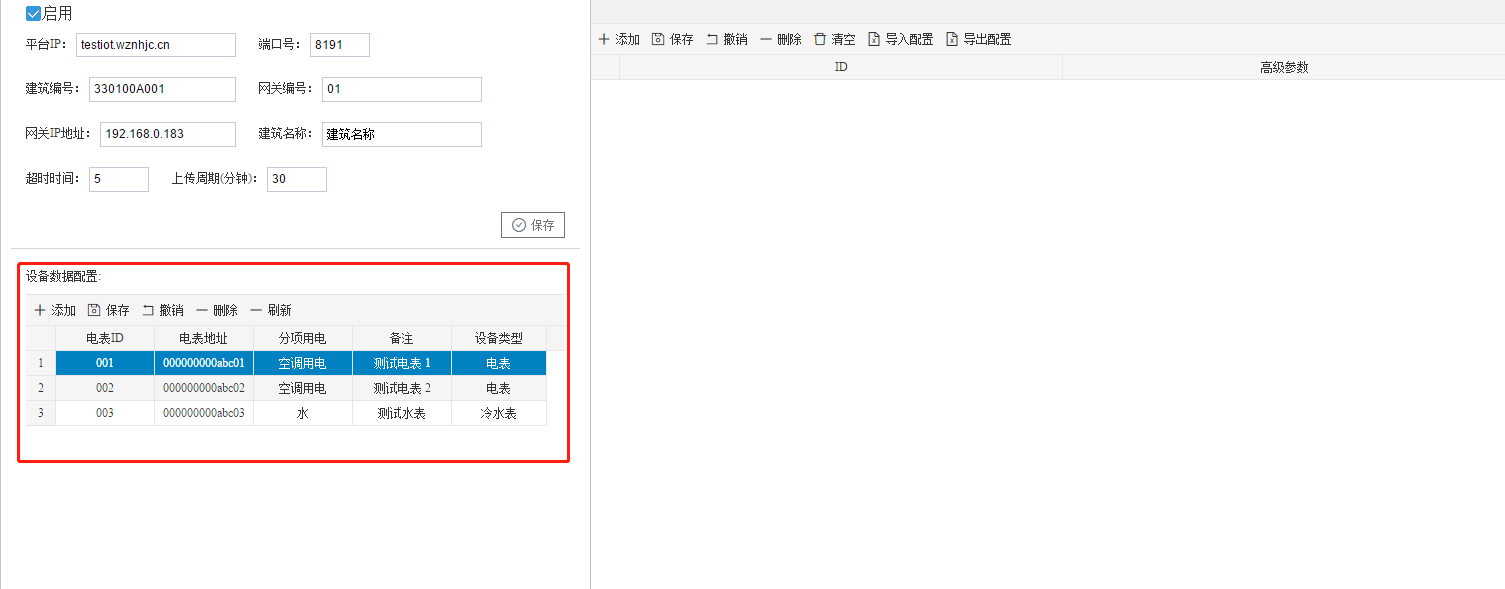 启用
平台IP: testiot.wznhjc.cn 端口号: 8191
建筑编号: 330100A001 网关编号: 01
网关IP地址: 192.168.0.183 建筑名称: 建筑名称
超时时间: 5 上传周期(分钟): 30
保存
设备数据配置:
添加 保存 撤销 删除 刷新
电表ID 电表地址 分项用电 备注 设备类型
1 001 000000000abc01 空调用电 测试电表 1 电表
2 002 000000000abc02 空调用电 测试电表 2 电表
3 003 000000000abc03 水 测试水表 冷水表
添加 保存 撤销 删除 清空 导入配置 导出配置
ID 高级参数